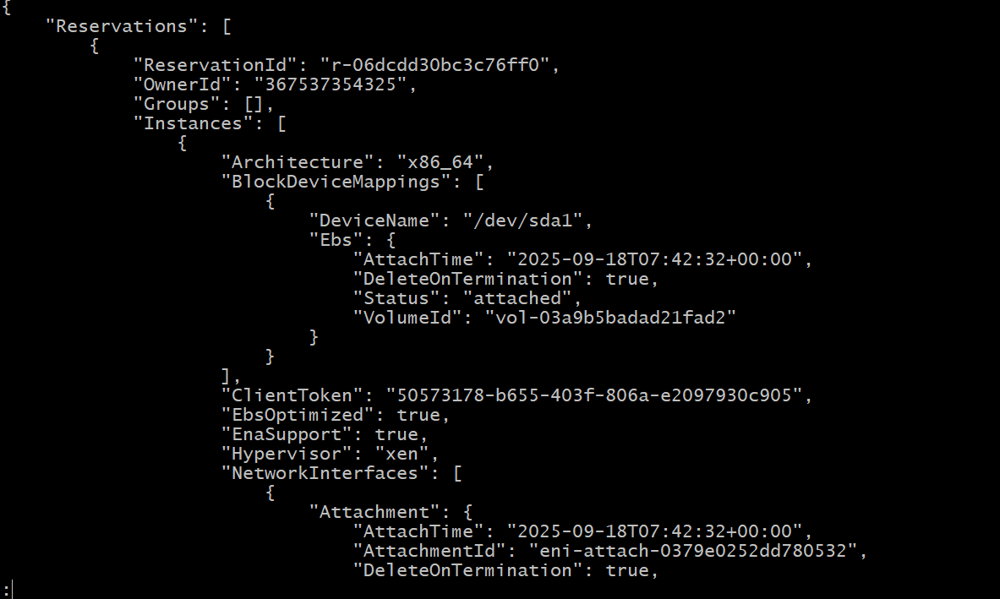 {
    "Reservations": [
        {
            "ReservationId": "r-06dcdd30bc3c76ff0",
            "OwnerId": "367537354325",
            "Groups": [],
            "Instances": [
                {
                    "Architecture": "x86_64",
                    "BlockDeviceMappings": [
                        {
                            "DeviceName": "/dev/sda1",
                            "Ebs": {
                                "AttachTime": "2025-09-18T07:42:32+00:00",
                                "DeleteOnTermination": true,
                                "Status": "attached",
                                "VolumeId": "vol-03a9b5badad21fad2"
                            }
                        }
                    ],
                    "ClientToken": "50573178-b655-403f-806a-e2097930c905",
                    "EbsOptimized": true,
                    "EnaSupport": true,
                    "Hypervisor": "xen",
                    "NetworkInterfaces": [
                        {
                            "Attachment": {
                                "AttachTime": "2025-09-18T07:42:32+00:00",
                                "AttachmentId": "eni-attach-0379e0252dd780532",
                                "DeleteOnTermination": true,
: